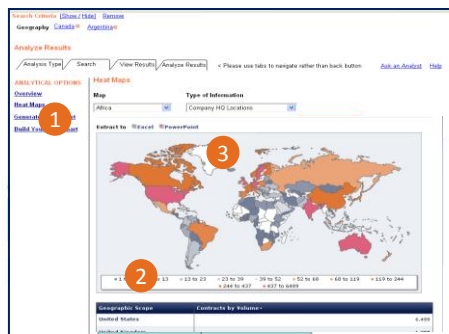 Search Criteria [Show / Hide] Remove
Geography Canada Argentina
Analyze Results
Analysis Type Search View Results Analyze Results < Please use tabs to navigate rather than back button Ask an Analyst Help
ANALYTICAL OPTIONS
Overview
Heat Maps
Build Your
Heat Maps
Map Type of Information
Africa Company HQ Locations
Extract to Excel PowerPoint
1
3
2
13 to 23 23 to 39 39 to 52 52 to 68 68 to 119 119 to 244
244 to 437 437 to 6489
Geographic Scope Contracts by Volume
United States 6,489
United Kingdom